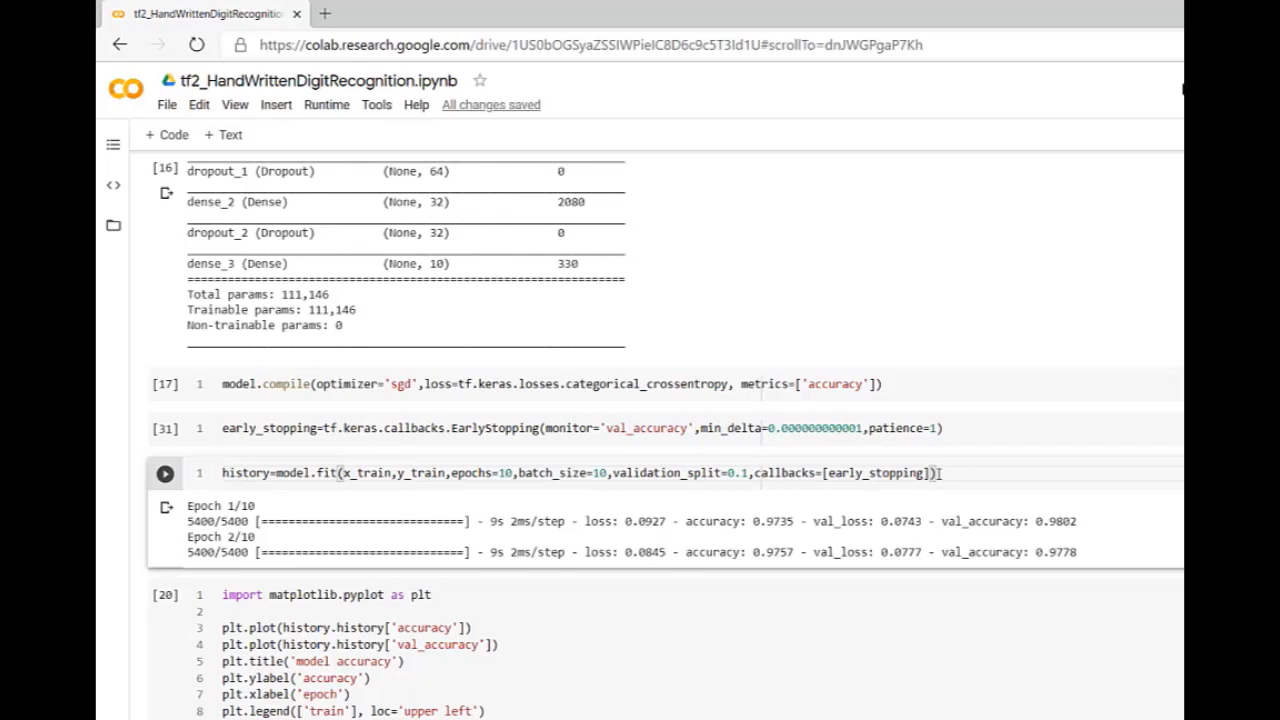 tf2_HandWrittenDigitRecognitio
https://colab.research.google.com/drive/1US0bOGSyaZSSIWPieIC8D6c9c5T3Id1U#scrollTo=dnJWGPgaP7Kh
CO tf2_HandWrittenDigitRecognition.ipynb
File Edit View Insert Runtime Tools Help All changes saved
+ Code + Text
[16] dropout_1 (Dropout) (None, 64) 0
dense_2 (Dense) (None, 32) 2080
dropout_2 (Dropout) (None, 32) 0
dense_3 (Dense) (None, 10) 330
=================================================================
Total params: 111,146
Trainable params: 111,146
Non-trainable params: 0
[17] 1 model.compile(optimizer='sgd',loss=tf.keras.losses.categorical_crossentropy, metrics=['accuracy'])
[31] 1 early_stopping=tf.keras.callbacks.EarlyStopping(monitor='val_accuracy',min_delta=0.000000000001,patience=1)
1 history=model.fit(x_train,y_train,epochs=10,batch_size=10,validation_split=0.1,callbacks=[early_stopping])
Epoch 1/10
5400/5400 [==============================] - 9s 2ms/step - loss: 0.0927 - accuracy: 0.9735 - val_loss: 0.0743 - val_accuracy: 0.9802
Epoch 2/10
5400/5400 [==============================] - 9s 2ms/step - loss: 0.0845 - accuracy: 0.9757 - val_loss: 0.0777 - val_accuracy: 0.9778
[20] 1 import matplotlib.pyplot as plt
2
3 plt.plot(history.history['accuracy'])
4 plt.plot(history.history['val_accuracy'])
5 plt.title('model accuracy')
6 plt.ylabel('accuracy')
7 plt.xlabel('epoch')
8 plt.legend(['train'], loc='upper left')